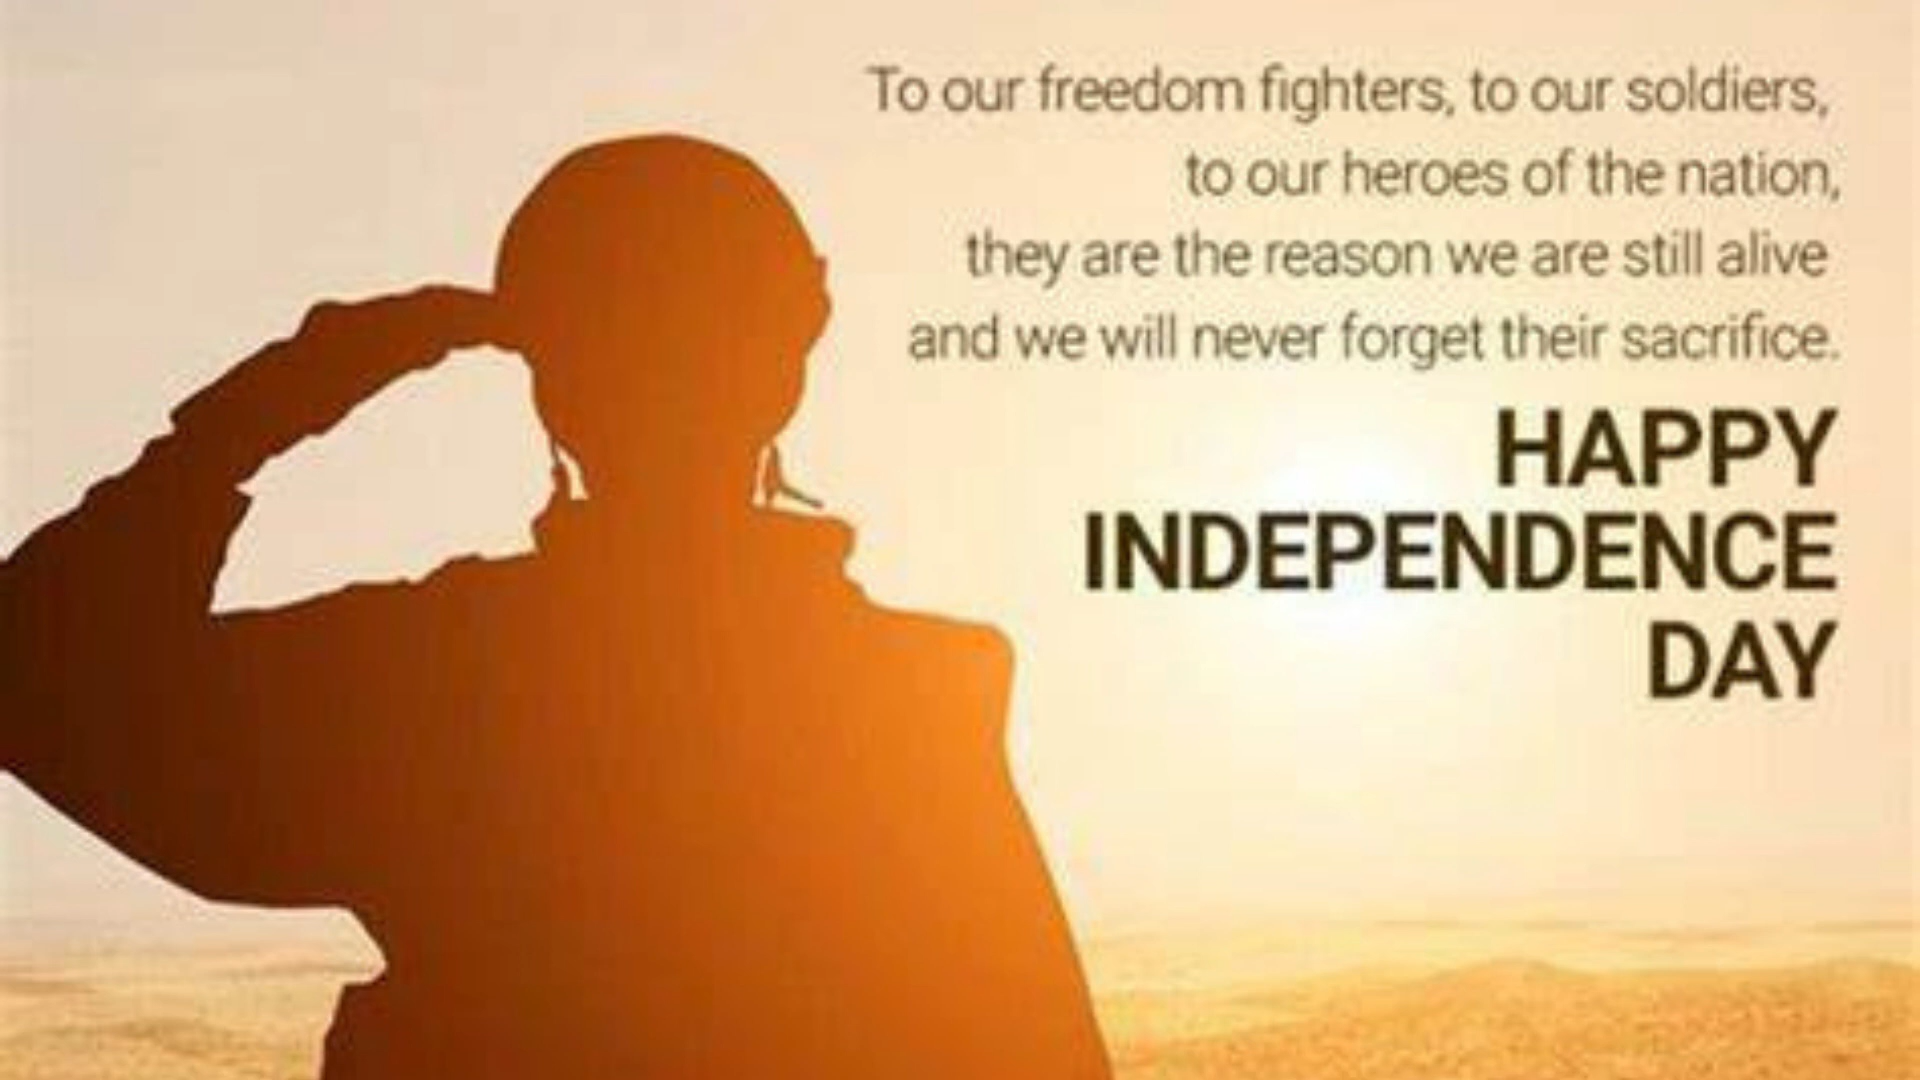 To our freedom fighters, to our soldiers,
to our heroes of the nation,
they are the reason we are still alive
and we will never forget their sacrifice.
HAPPY
INDEPENDENCE
DAY